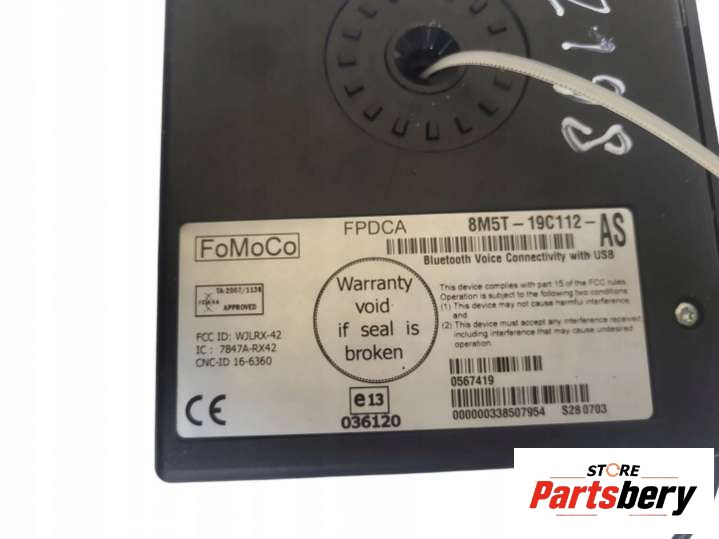 FoMoCo
FPDCA
8M5T-19C112-AS
Bluetooth Voice Connectivity with USB
TA-2007/1138
APPROVED
Warranty
void
if seal is
broken
This device complies with part 15 of the FCC rules.
Operation is subject to the following two conditions:
(1) This device may not cause harmful interference,
and
(2) This device must accept any interference received
including interference that may cause undesired
operation.
FCC ID: WJLRX-42
IC : 7847A-RX42
CNC-ID 16-6360
0567419
000000338507954 S28 0703
CE
e13
036120
STORE
Partsbery